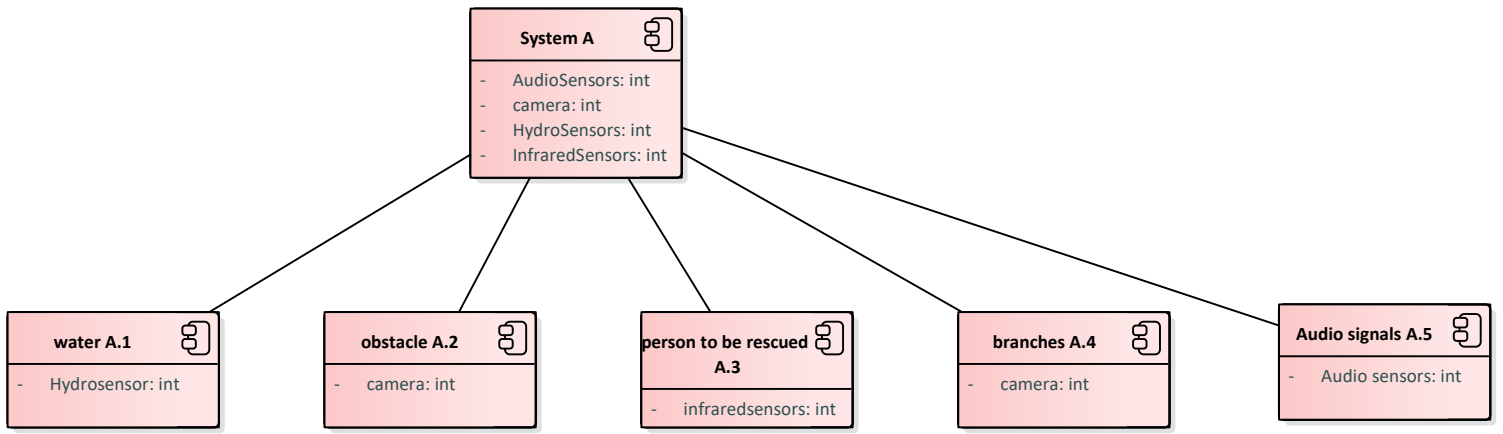 System A
- AudioSensors: int
- camera: int
- HydroSensors: int
- InfraredSensors: int
water A.1
- Hydrosensor: int
obstacle A.2
- camera: int
person to be rescued
A.3
- infraredsensors: int
branches A.4
- camera: int
Audio signals A.5
- Audio sensors: int